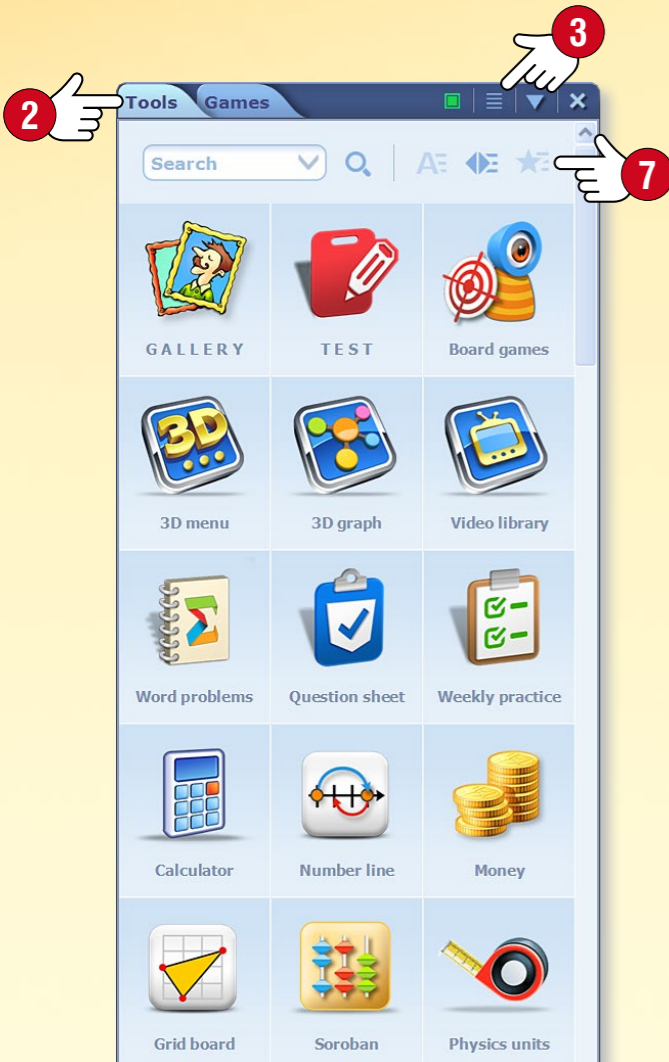 3
2
Tools Games
Search
7
GALLERY TEST Board games
3D
3D menu 3D graph Video library
Word problems Question sheet Weekly practice
Calculator Number line Money
Grid board Soroban Physics units